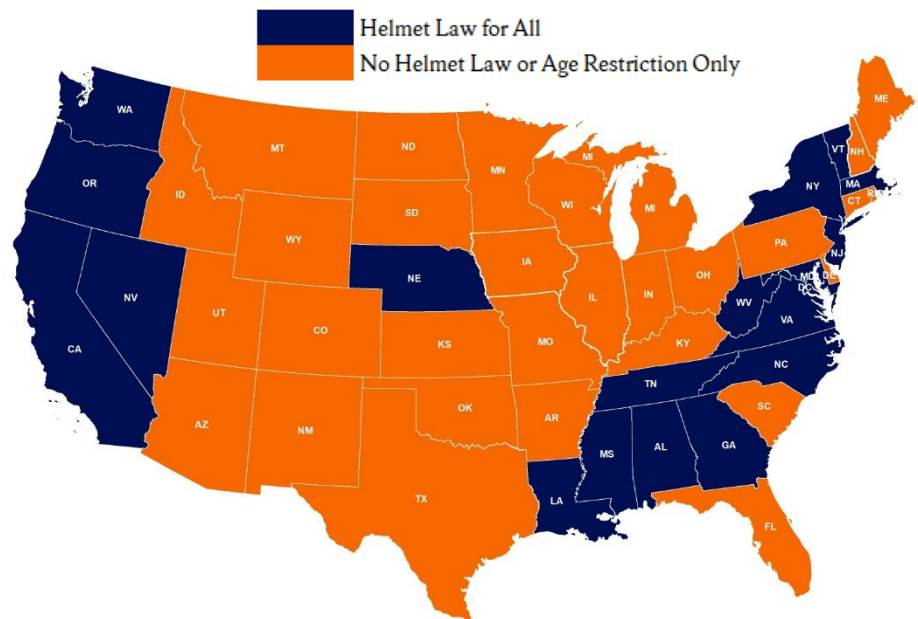 Helmet Law for All
No Helmet Law or Age Restriction Only
WA
OR
CA
NV
ID
MT
WY
UT
CO
AZ
NM
ND
SD
NE
KS
OK
TX
MN
IA
MO
AR
LA
WI
MI
MI
IL
IN
OH
KY
TN
MS
AL
GA
FL
SC
NC
VA
WV
PA
NY
VT
NH
ME
MA
CT
NJ
DE
MD
DC